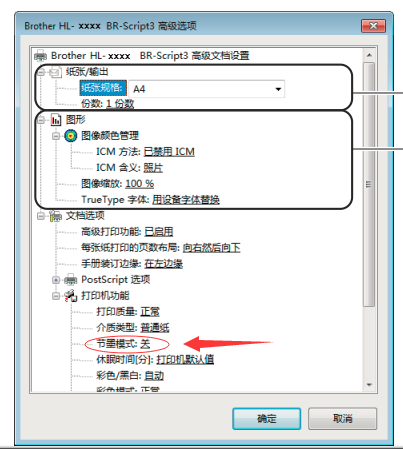 Brother HL- xxxx BR-Script3 高级选项
Brother HL- xxxx BR-Script3 高级文档设置
纸张/输出
纸张规格: A4
份数: 1 份数
图形
图像颜色管理
ICM 方法: 已禁用 ICM
ICM 含义: 照片
图像缩放: 100 %
TrueType 字体: 用设备字体替换
文档选项
高级打印功能: 已启用
每张纸打印的页数布局: 向右然后向下
手册装订边缘: 在左边缘
PostScript 选项
打印机功能
打印质量: 正常
介质类型: 普通纸
节墨模式: 关
休眠时间[分]: 打印机默认值
彩色/黑白: 自动
彩色模式: 正常
确定
取消